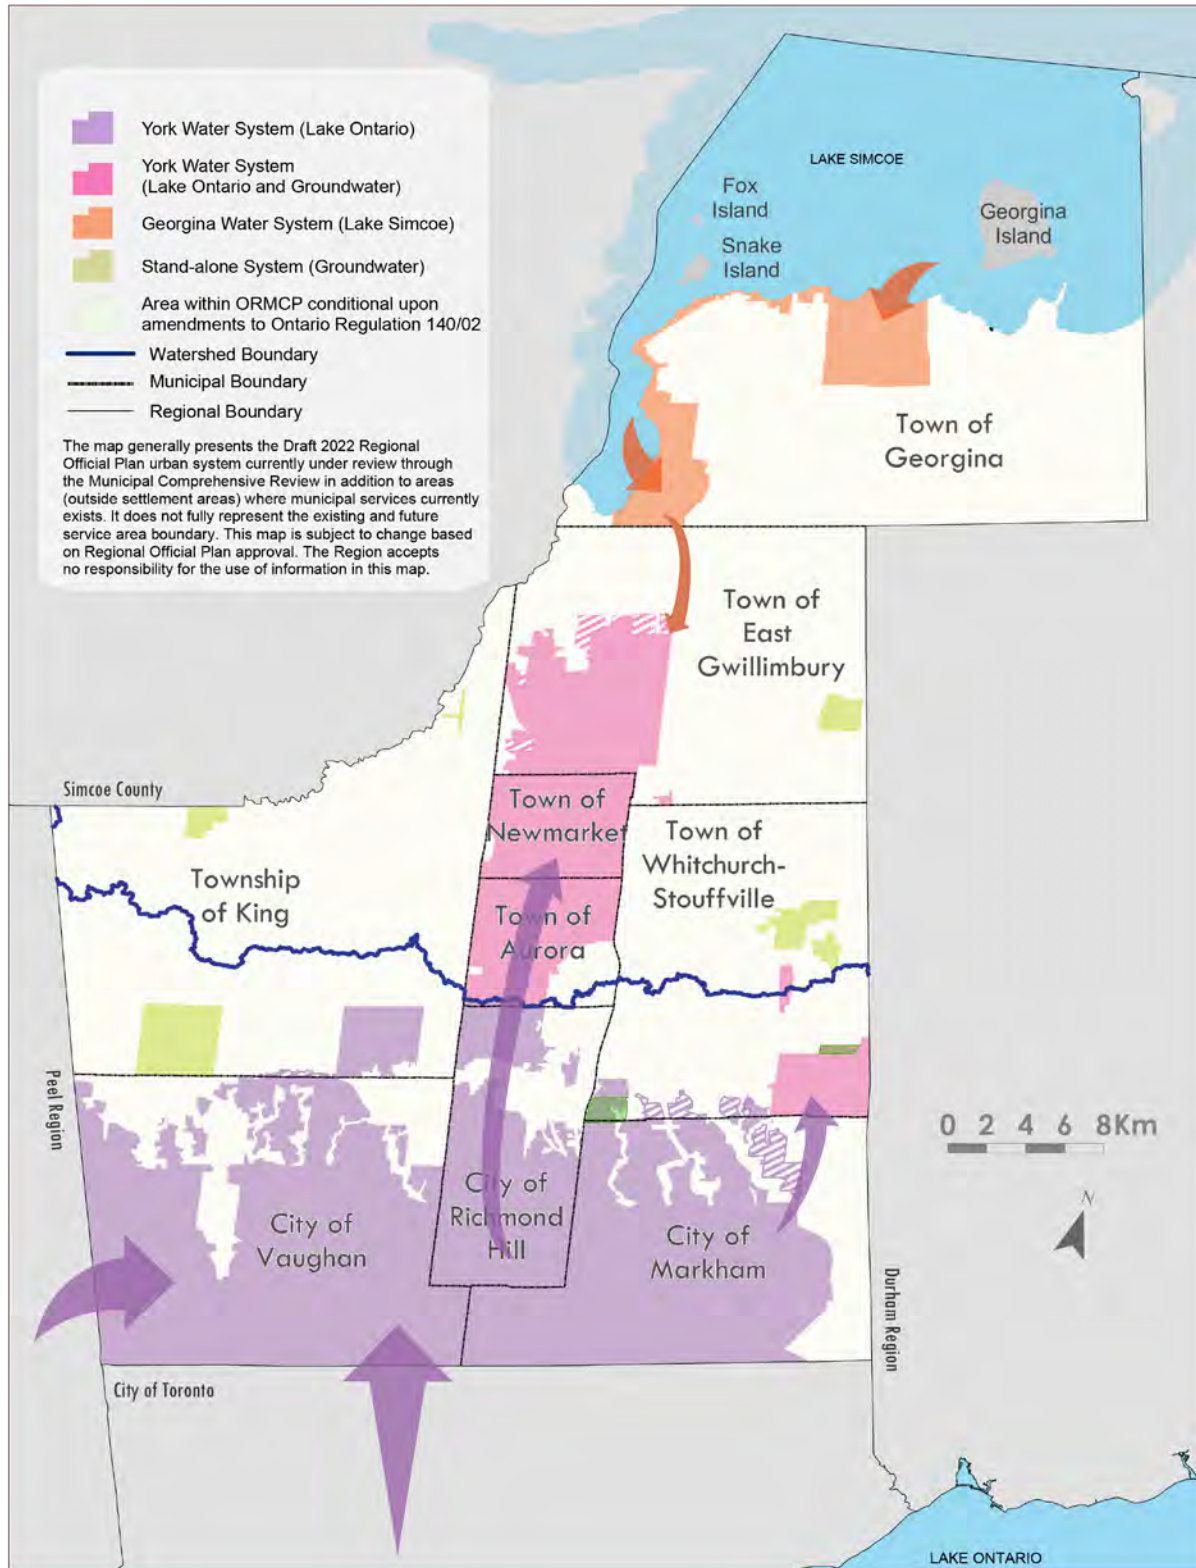 York Water System (Lake Ontario)
York Water System
(Lake Ontario and Groundwater)
Georgina Water System (Lake Simcoe)
Stand-alone System (Groundwater)
Area within ORMCP conditional upon
amendments to Ontario Regulation 140/02
Watershed Boundary
Municipal Boundary
Regional Boundary
The map generally presents the Draft 2022 Regional
Official Plan urban system currently under review through
the Municipal Comprehensive Review in addition to areas
(outside settlement areas) where municipal services currently
exists. It does not fully represent the existing and future
service area boundary. This map is subject to change based
on Regional Official Plan approval. The Region accepts
no responsibility for the use of information in this map.
LAKE SIMCOE
Fox
Island
Snake
Island
Georgina
Island
Town of
Georgina
Town of
East
Gwillimbury
Simcoe County
Town of
Newmarket
Town of
Whitchurch-
Stouffville
Township
of King
Town of
Aurora
Peel Region
0 2 4 6 8Km
N
City of
Vaughan
City of
Richmond
Hill
City of
Markham
Durham Region
City of Toronto
LAKE ONTARIO